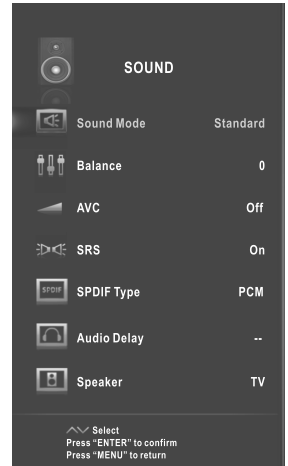 SOUND
Sound Mode Standard
Balance 0
AVC Off
SRS On
SPDIF SPDIF Type PCM
Audio Delay --
Speaker TV
Select
Press “ENTER” to confirm
Press “MENU” to return